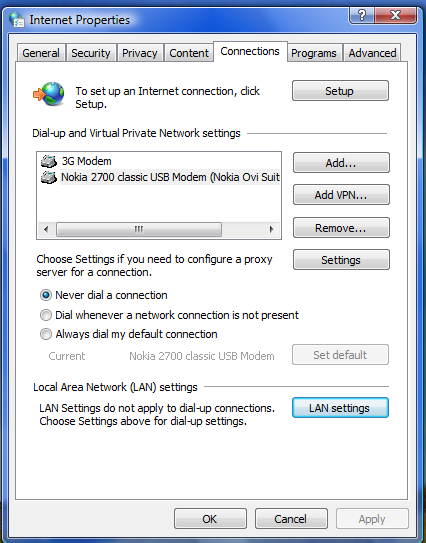 Internet Properties
General Security Privacy Content Connections Programs Advanced
To set up an Internet connection, click
Setup.
Setup
Dial-up and Virtual Private Network settings
3G Modem
Nokia 2700 classic USB Modem (Nokia Ovi Suit
Add...
Add VPN...
Remove...
Choose Settings if you need to configure a proxy
server for a connection.
Settings
Never dial a connection
Dial whenever a network connection is not present
Always dial my default connection
Current Nokia 2700 classic USB Modem Set default
Local Area Network (LAN) settings
LAN Settings do not apply to dial-up connections.
Choose Settings above for dial-up settings.
LAN settings
OK Cancel Apply